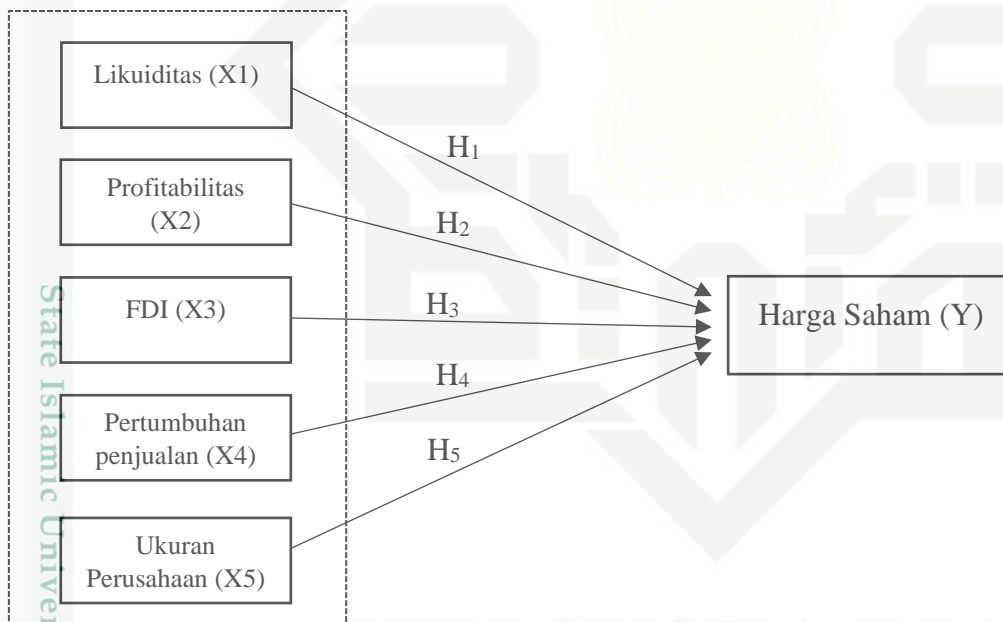 Likuiditas (X1)
H₁
Profitabilitas
(X2)
H₂
FDI (X3)
H₃
Harga Saham (Y)
Pertumbuhan
penjualan (X4)
H₄
Ukuran
Perusahaan (X5)
H₅
State Islamic